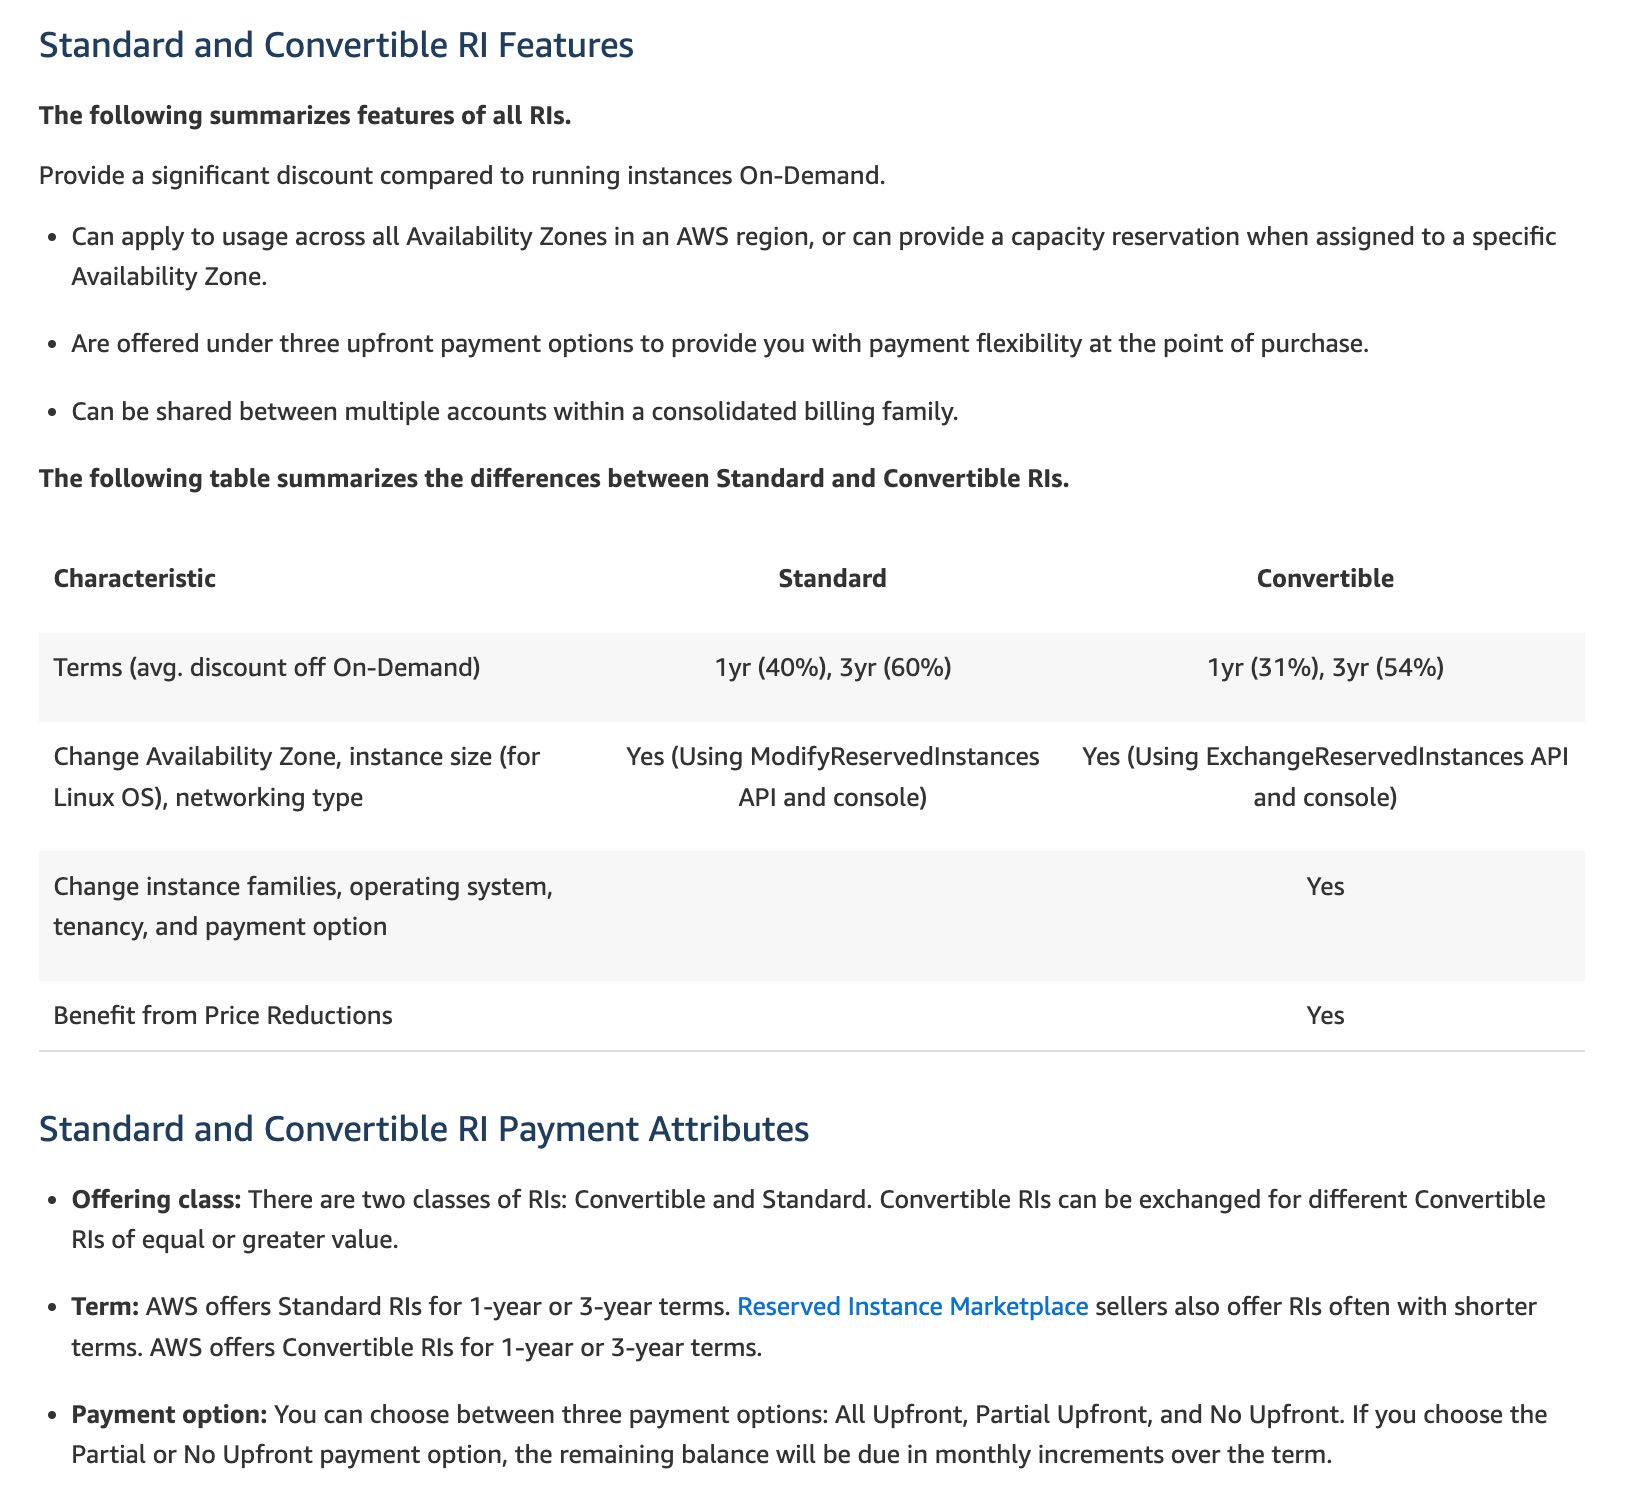 Standard and Convertible RI Features
The following summarizes features of all RIs.
Provide a significant discount compared to running instances On-Demand.
• Can apply to usage across all Availability Zones in an AWS region, or can provide a capacity reservation when assigned to a specific
Availability Zone.
• Are offered under three upfront payment options to provide you with payment flexibility at the point of purchase.
• Can be shared between multiple accounts within a consolidated billing family.
The following table summarizes the differences between Standard and Convertible RIs.
Characteristic Standard Convertible
Terms (avg. discount off On-Demand) 1yr (40%), 3yr (60%) 1yr (31%), 3yr (54%)
Change Availability Zone, instance size (for Yes (Using ModifyReservedInstances Yes (Using ExchangeReservedInstances API
Linux OS), networking type API and console) and console)
Change instance families, operating system, Yes
tenancy, and payment option
Benefit from Price Reductions Yes
Standard and Convertible RI Payment Attributes
• Offering class: There are two classes of RIs: Convertible and Standard. Convertible RIs can be exchanged for different Convertible
RIs of equal or greater value.
• Term: AWS offers Standard RIs for 1-year or 3-year terms. Reserved Instance Marketplace sellers also offer RIs often with shorter
terms. AWS offers Convertible RIs for 1-year or 3-year terms.
• Payment option: You can choose between three payment options: All Upfront, Partial Upfront, and No Upfront. If you choose the
Partial or No Upfront payment option, the remaining balance will be due in monthly increments over the term.